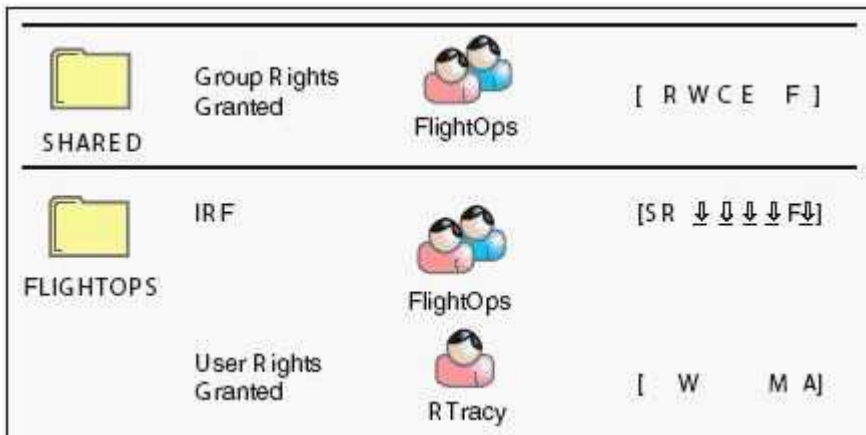 Group Rights
Granted
[ R W C E F ]
SHARED
FlightOps
IRF
[S R ⇩ ⇩ ⇩ ⇩ F ⇩]
FLIGHTOPS
FlightOps
User Rights
Granted
[ W M A]
RTracy